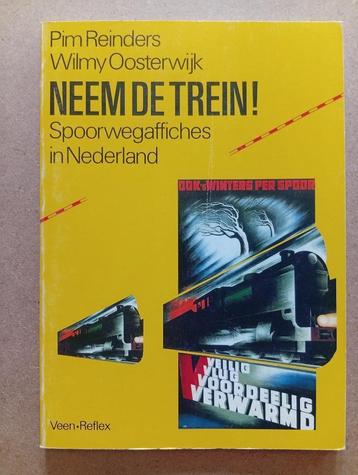 Pim Reinders
Wilmy Oosterwijk
NEEM DE TREIN!
Spoorwegaffiches
in Nederland
OOK 'S WINTERS PER SPOOR
VEILIG
VLUG
VOORDEELIG
VERWARMD
Veen•Reflex